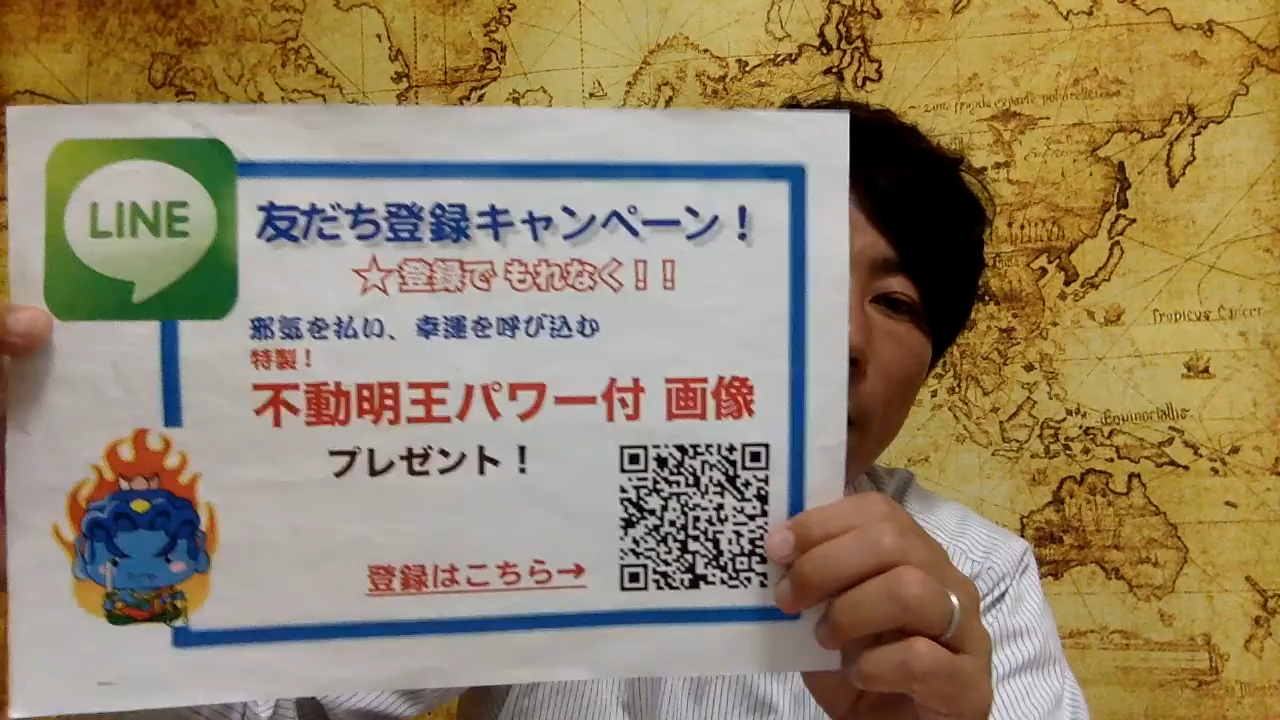 LINE
友だち登録キャンペーン！
☆登録で もれなく！！
邪気を払い、幸運を呼び込む
特製！
不動明王パワー付 画像
プレゼント！
登録はこちら→
Tropicus Cancer